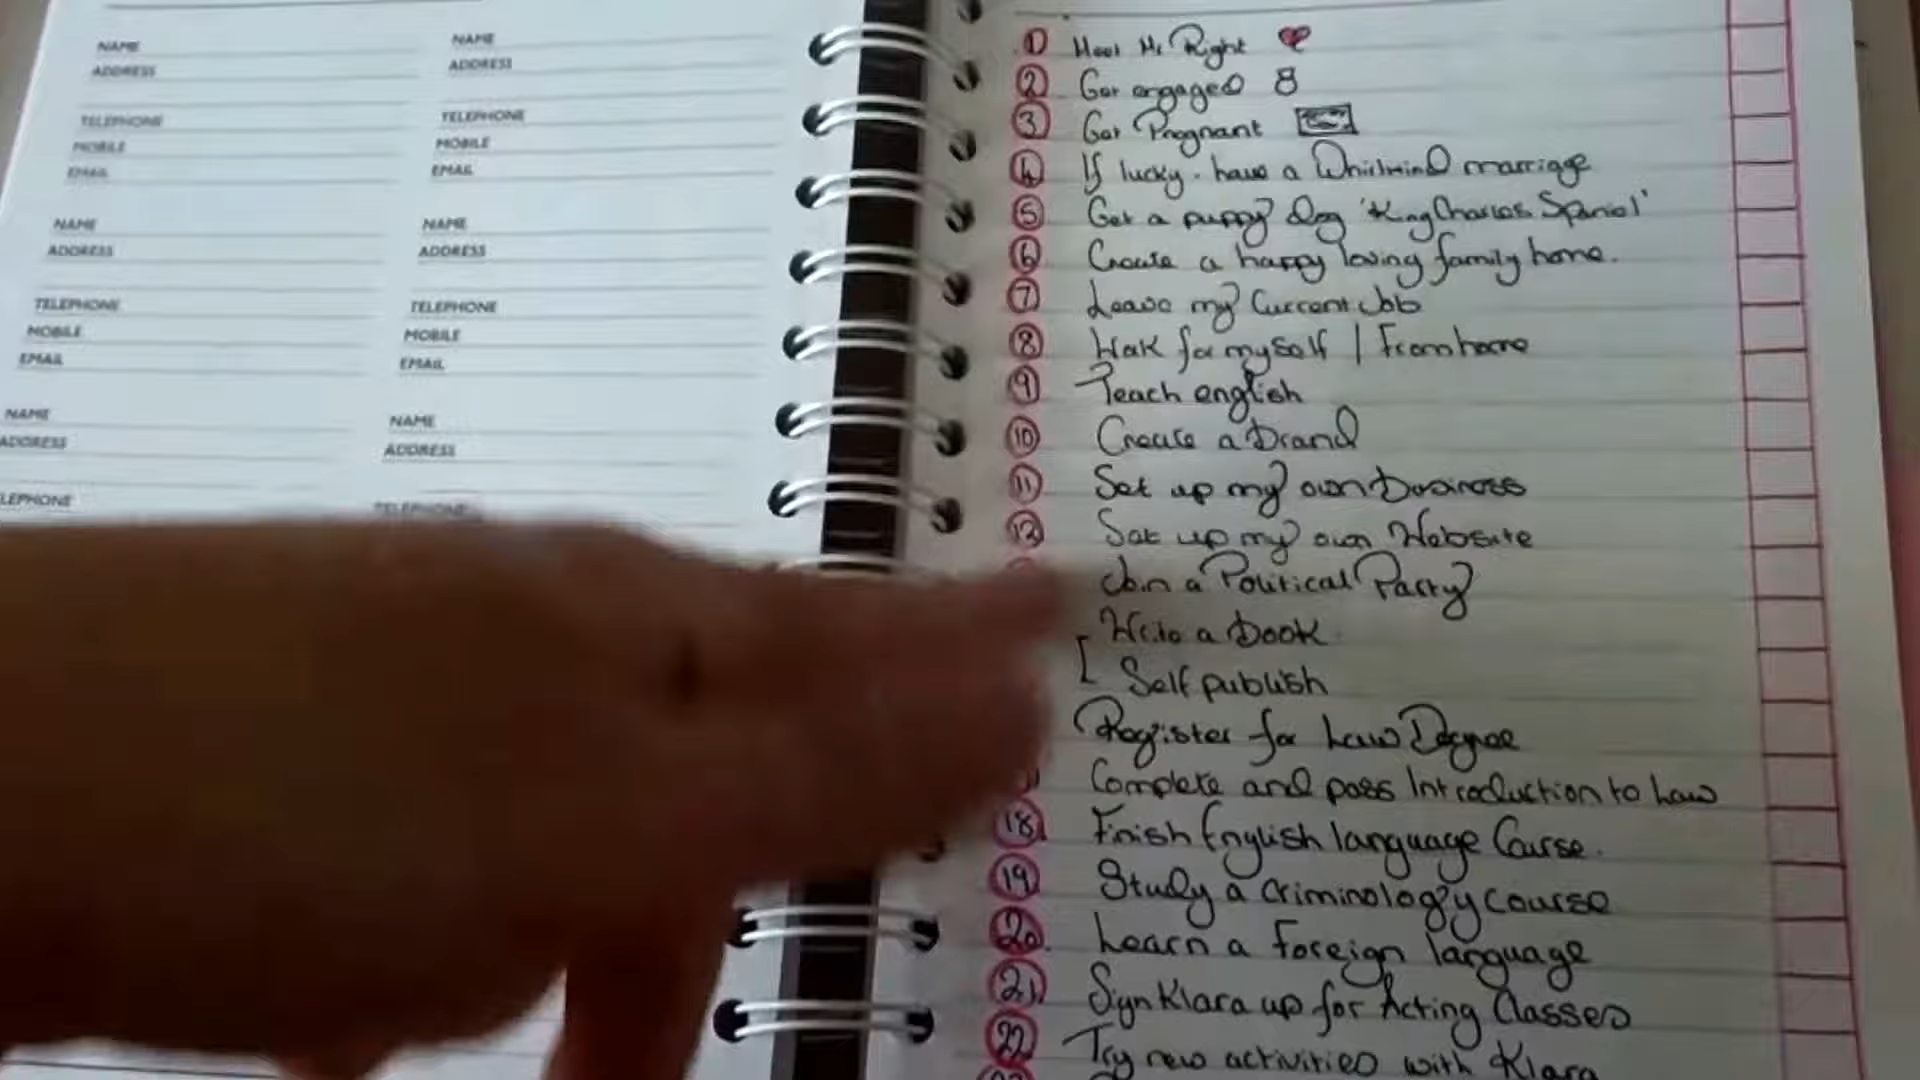 NAME
ADDRESS
TELEPHONE
MOBILE
EMAIL
NAME
ADDRESS
TELEPHONE
MOBILE
EMAIL
NAME
ADDRESS
TELEPHONE
MOBILE
EMAIL
NAME
ADDRESS
TELEPHONE
MOBILE
EMAIL
NAME
ADDRESS
LEPHONE
NAME
ADDRESS
TELEPHONE
1 Meet Mr Right
2 Get engaged
3 Get Pregnant
4 If lucky - have a Whirlwind marriage
5 Get a puppy dog 'King Charles Spaniel'
6 Create a happy loving family home.
7 Leave my Current Job
8 Work for myself / From home
9 Teach english
10 Create a brand
11 Set up my own business
12 Set up my own Website
Join a Political Party
Write a book
[ Self publish
Register for Law Degree
Complete and pass Introduction to Law
18. Finish English language Course.
19 Study a criminology course
20. Learn a foreign language
21. Sign Klara up for Acting Classes
22 Try new activities with Klara